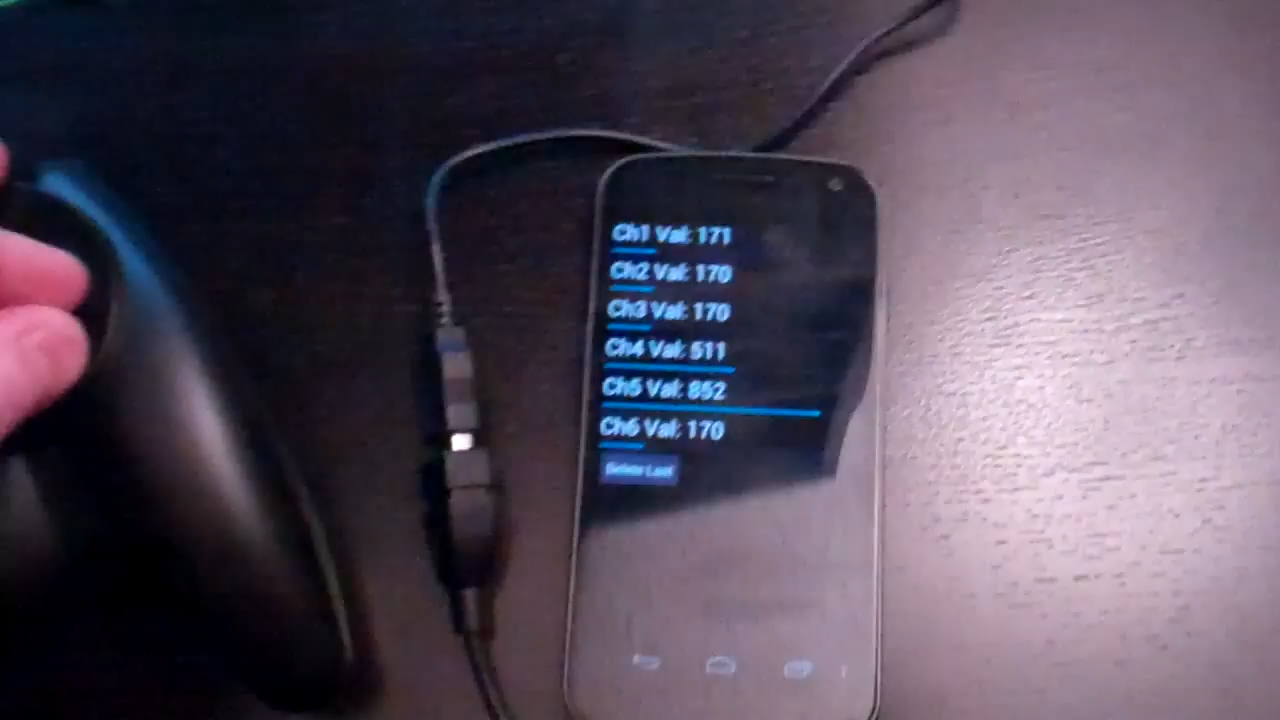 Ch1 Val: 171
Ch2 Val: 170
Ch3 Val: 170
Ch4 Val: 511
Ch5 Val: 852
Ch6 Val: 170